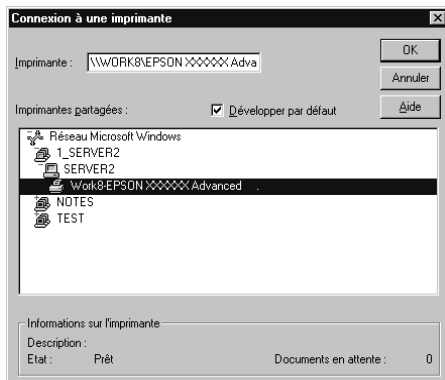 Connexion à une imprimante
Imprimante : \\WORK8\EPSON XXXXXX Adva
OK
Annuler
Aide
Imprimantes partagées : Développer par défaut
Réseau Microsoft Windows
1_SERVER2
SERVER2
Work8-EPSON XXXXXX Advanced .
NOTES
TEST
Informations sur l'imprimante
Description :
Etat : Prêt Documents en attente : 0